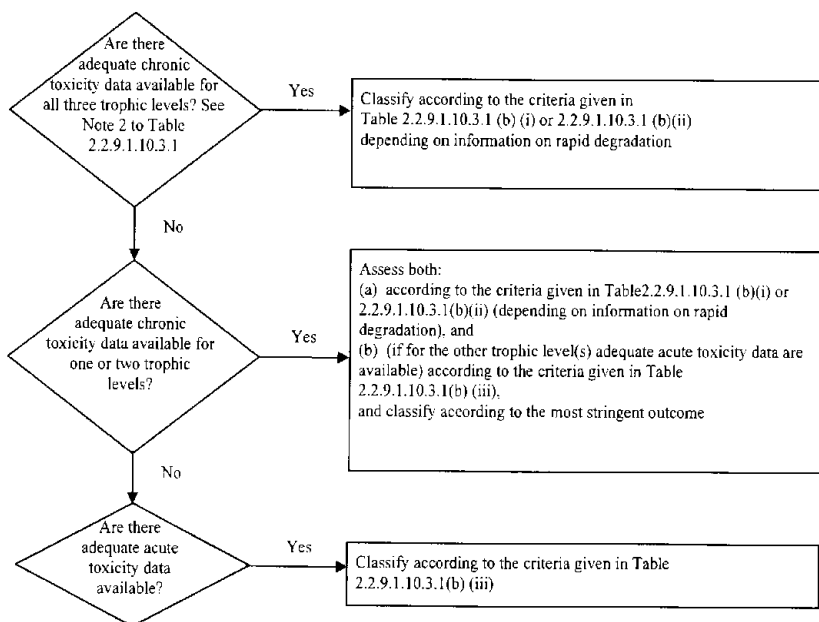 Are there
adequate chronic
toxicity data available for
all three trophic levels? See
Note 2 to Table
2.2.9.1.10.3.1
Yes
Classify according to the criteria given in
Table 2.2.9.1.10.3.1 (b) (i) or 2.2.9.1.10.3.1 (b)(ii)
depending on information on rapid degradation
No
Are there
adequate chronic
toxicity data available for
one or two trophic
levels?
Yes
Assess both:
(a) according to the criteria given in Table2.2.9.1.10.3.1 (b)(i) or
2.2.9.1.10.3.1(b)(ii) (depending on information on rapid
degradation), and
(b) (if for the other trophic level(s) adequate acute toxicity data are
available) according to the criteria given in Table
2.2.9.1.10.3.1(b) (iii),
and classify according to the most stringent outcome
No
Are there
adequate acute
toxicity data
available?
Yes
Classify according to the criteria given in Table
2.2.9.1.10.3.1(b) (iii)